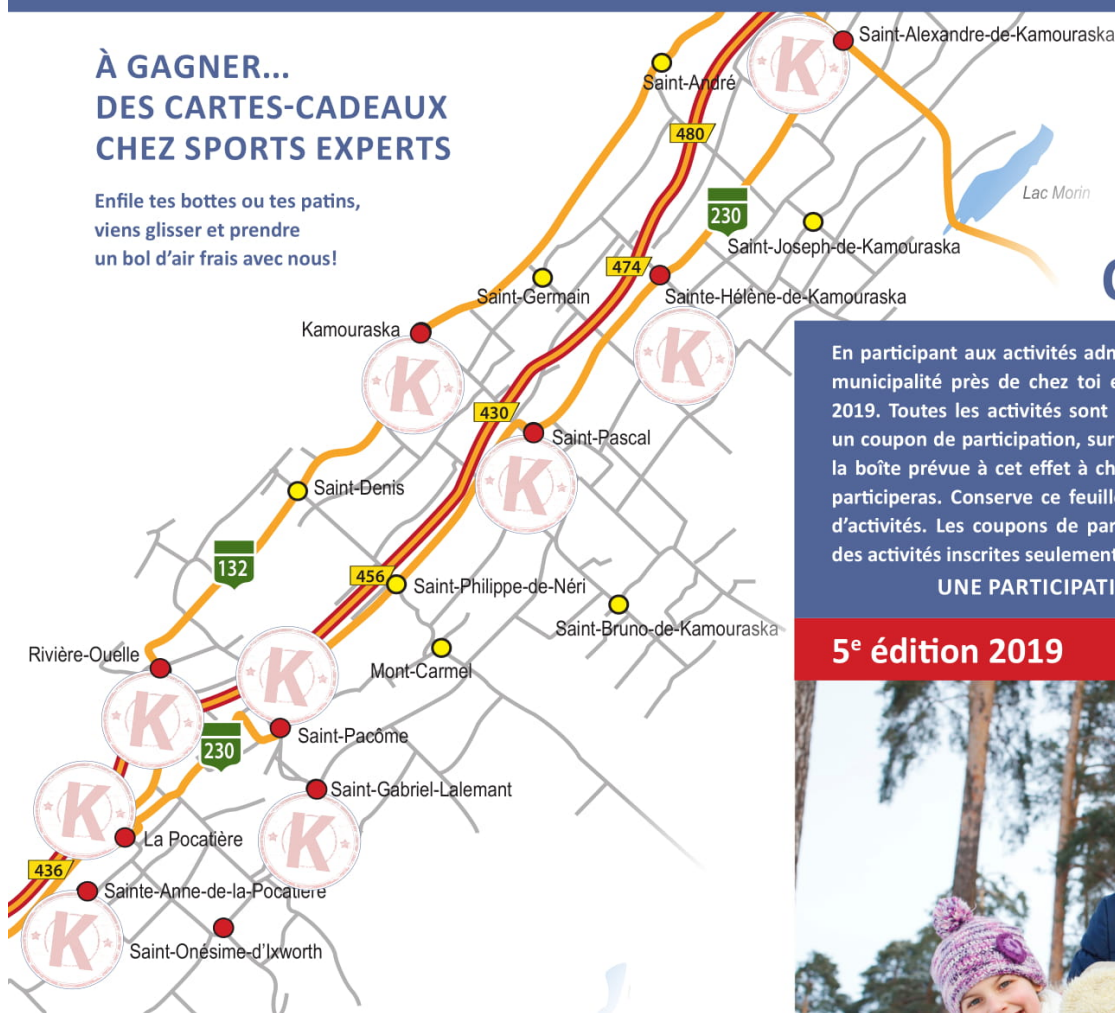 À GAGNER...
DES CARTES-CADEAUX
CHEZ SPORTS EXPERTS
Enfile tes bottes ou tes patins,
viens glisser et prendre
un bol d'air frais avec nous!
Saint-Alexandre-de-Kamouraska
K
Saint-André
480
Lac Morin
230
Saint-Joseph-de-Kamouraska
474
Saint-Germain
Sainte-Hélène-de-Kamouraska
Kamouraska
K
K
430
Saint-Pascal
K
Saint-Denis
132
456
Saint-Philippe-de-Néri
Saint-Bruno-de-Kamouraska
Rivière-Ouelle
Mont-Carmel
K
K
Saint-Pacôme
230
Saint-Gabriel-Lalemant
K
K
La Pocatière
436
Sainte-Anne-de-la-Pocatière
K
Saint-Onésime-d'Ixworth
En participant aux activités
municipalité près de chez toi
2019. Toutes les activités sont
un coupon de participation, sur
la boîte prévue à cet effet à
participeras. Conserve ce
d'activités. Les coupons de
des activités inscrites seulement
UNE
5e édition 2019